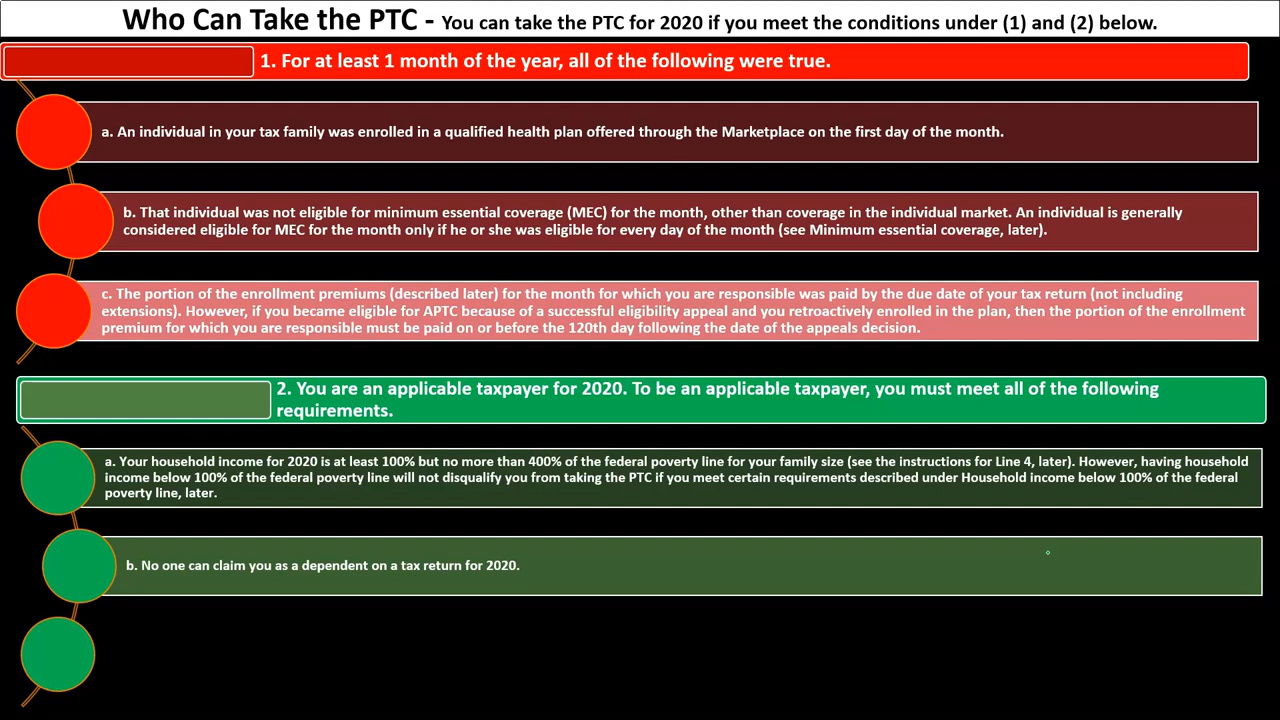 Who Can Take the PTC - You can take the PTC for 2020 if you meet the conditions under (1) and (2) below.
1. For at least 1 month of the year, all of the following were true.
a. An individual in your tax family was enrolled in a qualified health plan offered through the Marketplace on the first day of the month.
b. That individual was not eligible for minimum essential coverage (MEC) for the month, other than coverage in the individual market. An individual is generally
considered eligible for MEC for the month only if he or she was eligible for every day of the month (see Minimum essential coverage, later).
c. The portion of the enrollment premiums (described later) for the month for which you are responsible was paid by the due date of your tax return (not including
extensions). However, if you became eligible for APTC because of a successful eligibility appeal and you retroactively enrolled in the plan, then the portion of the enrollment
premium for which you are responsible must be paid on or before the 120th day following the date of the appeals decision.
2. You are an applicable taxpayer for 2020. To be an applicable taxpayer, you must meet all of the following
requirements.
a. Your household income for 2020 is at least 100% but no more than 400% of the federal poverty line for your family size (see the instructions for Line 4, later). However, having household
income below 100% of the federal poverty line will not disqualify you from taking the PTC if you meet certain requirements described under Household income below 100% of the federal
poverty line, later.
b. No one can claim you as a dependent on a tax return for 2020.